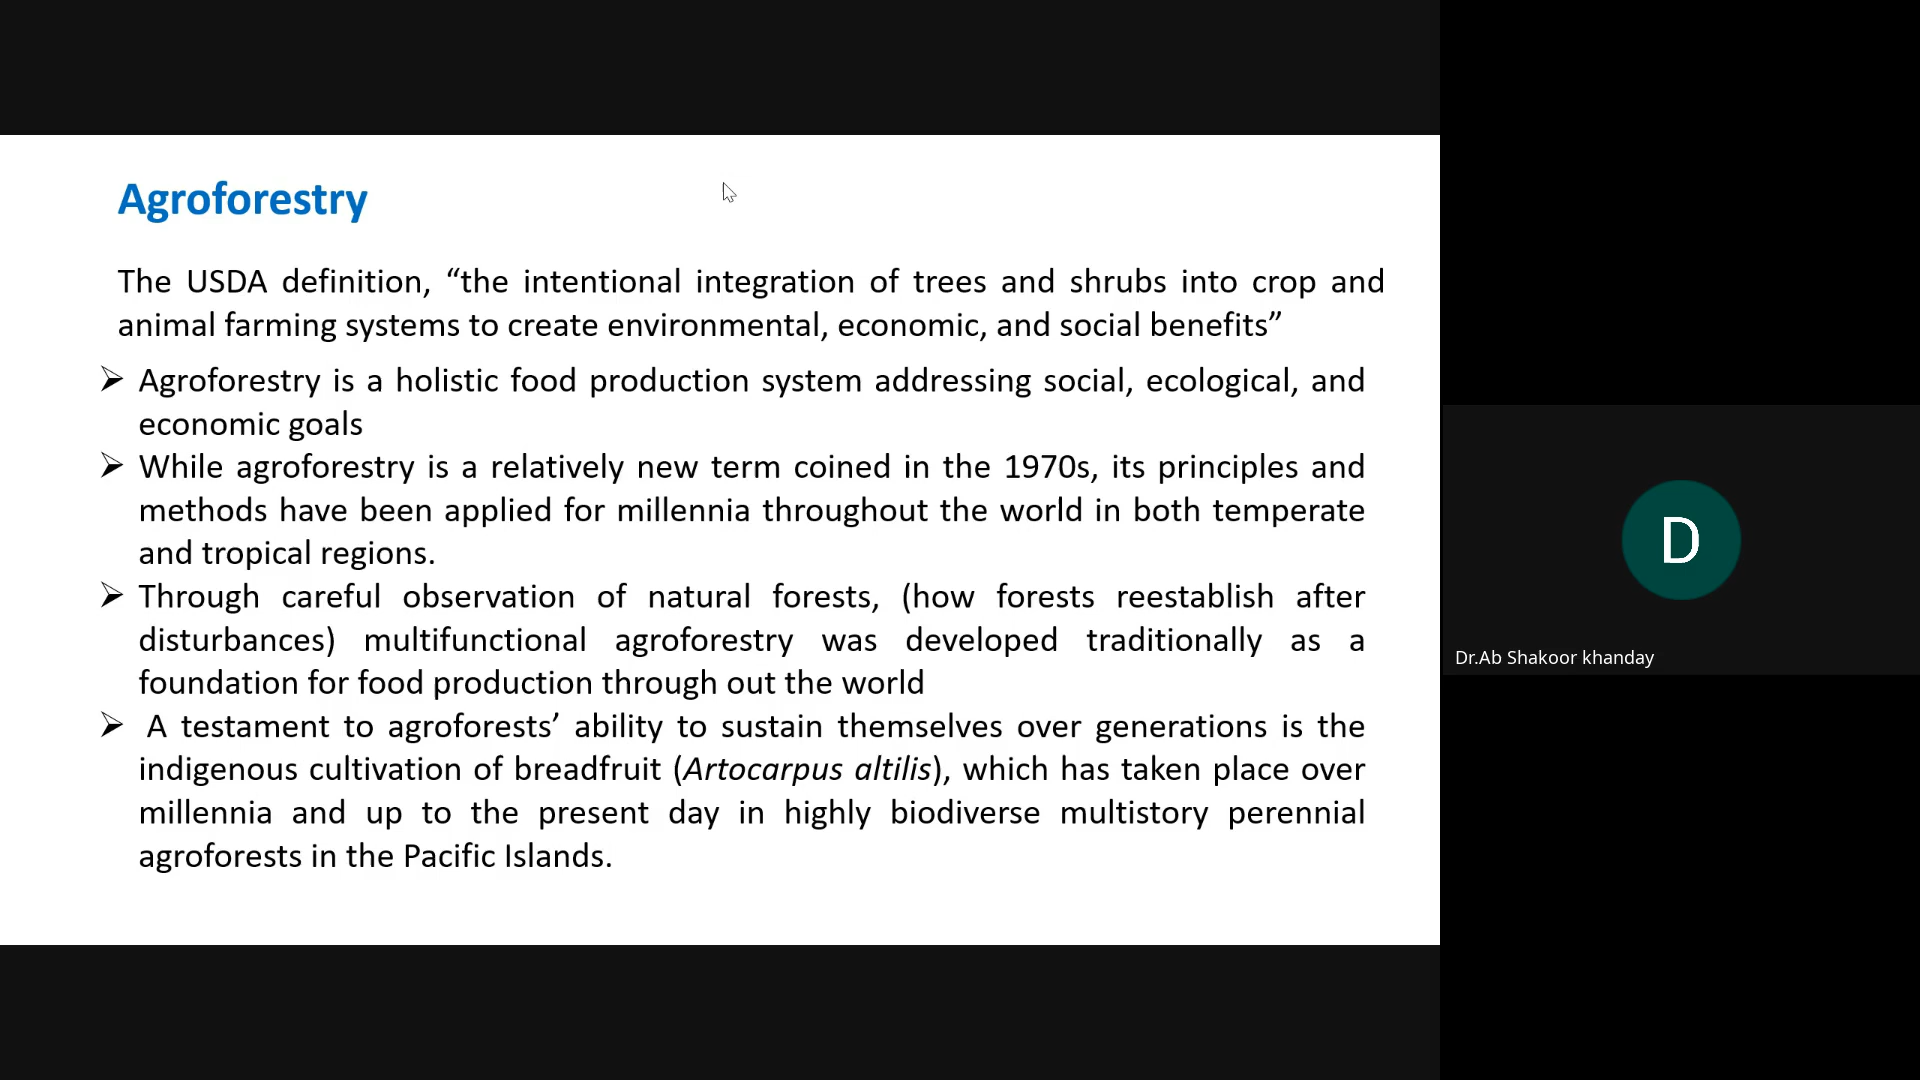 Agroforestry
The USDA definition, “the intentional integration of trees and shrubs into crop and
animal farming systems to create environmental, economic, and social benefits”
➢ Agroforestry is a holistic food production system addressing social, ecological, and
economic goals
➢ While agroforestry is a relatively new term coined in the 1970s, its principles and
methods have been applied for millennia throughout the world in both temperate
and tropical regions.
➢ Through careful observation of natural forests, (how forests reestablish after
disturbances) multifunctional agroforestry was developed traditionally as a
foundation for food production through out the world
➢ A testament to agroforests’ ability to sustain themselves over generations is the
indigenous cultivation of breadfruit (Artocarpus altilis), which has taken place over
millennia and up to the present day in highly biodiverse multistory perennial
agroforests in the Pacific Islands.
D
Dr.Ab Shakoor khanday